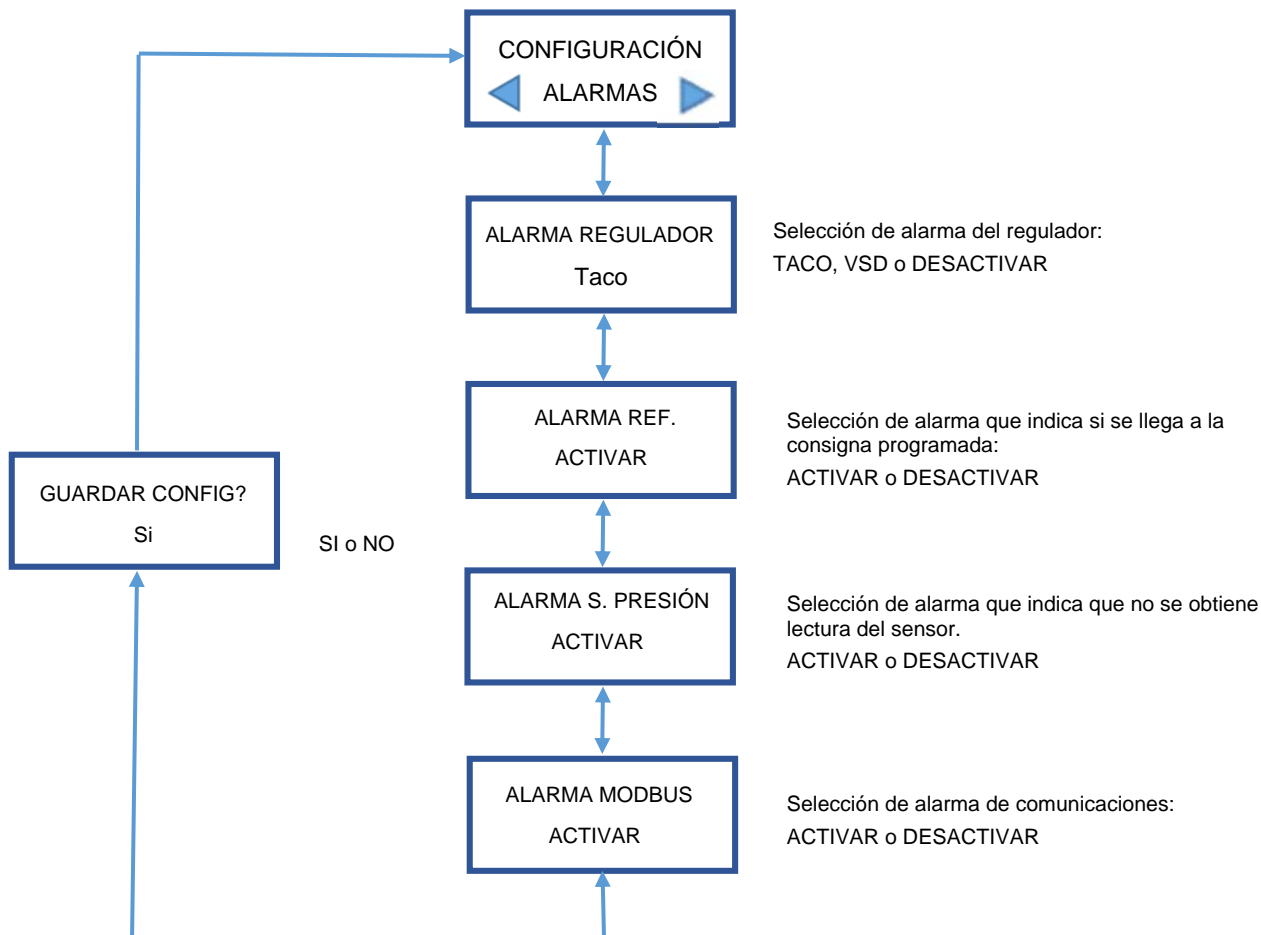 CONFIGURACIÓN
ALARMAS
ALARMA REGULADOR
Taco
Selección de alarma del regulador:
TACO, VSD o DESACTIVAR
ALARMA REF.
ACTIVAR
Selección de alarma que indica si se llega a la
consigna programada:
ACTIVAR o DESACTIVAR
GUARDAR CONFIG?
Si
SI o NO
ALARMA S. PRESIÓN
ACTIVAR
Selección de alarma que indica que no se obtiene
lectura del sensor.
ACTIVAR o DESACTIVAR
ALARMA MODBUS
ACTIVAR
Selección de alarma de comunicaciones:
ACTIVAR o DESACTIVAR